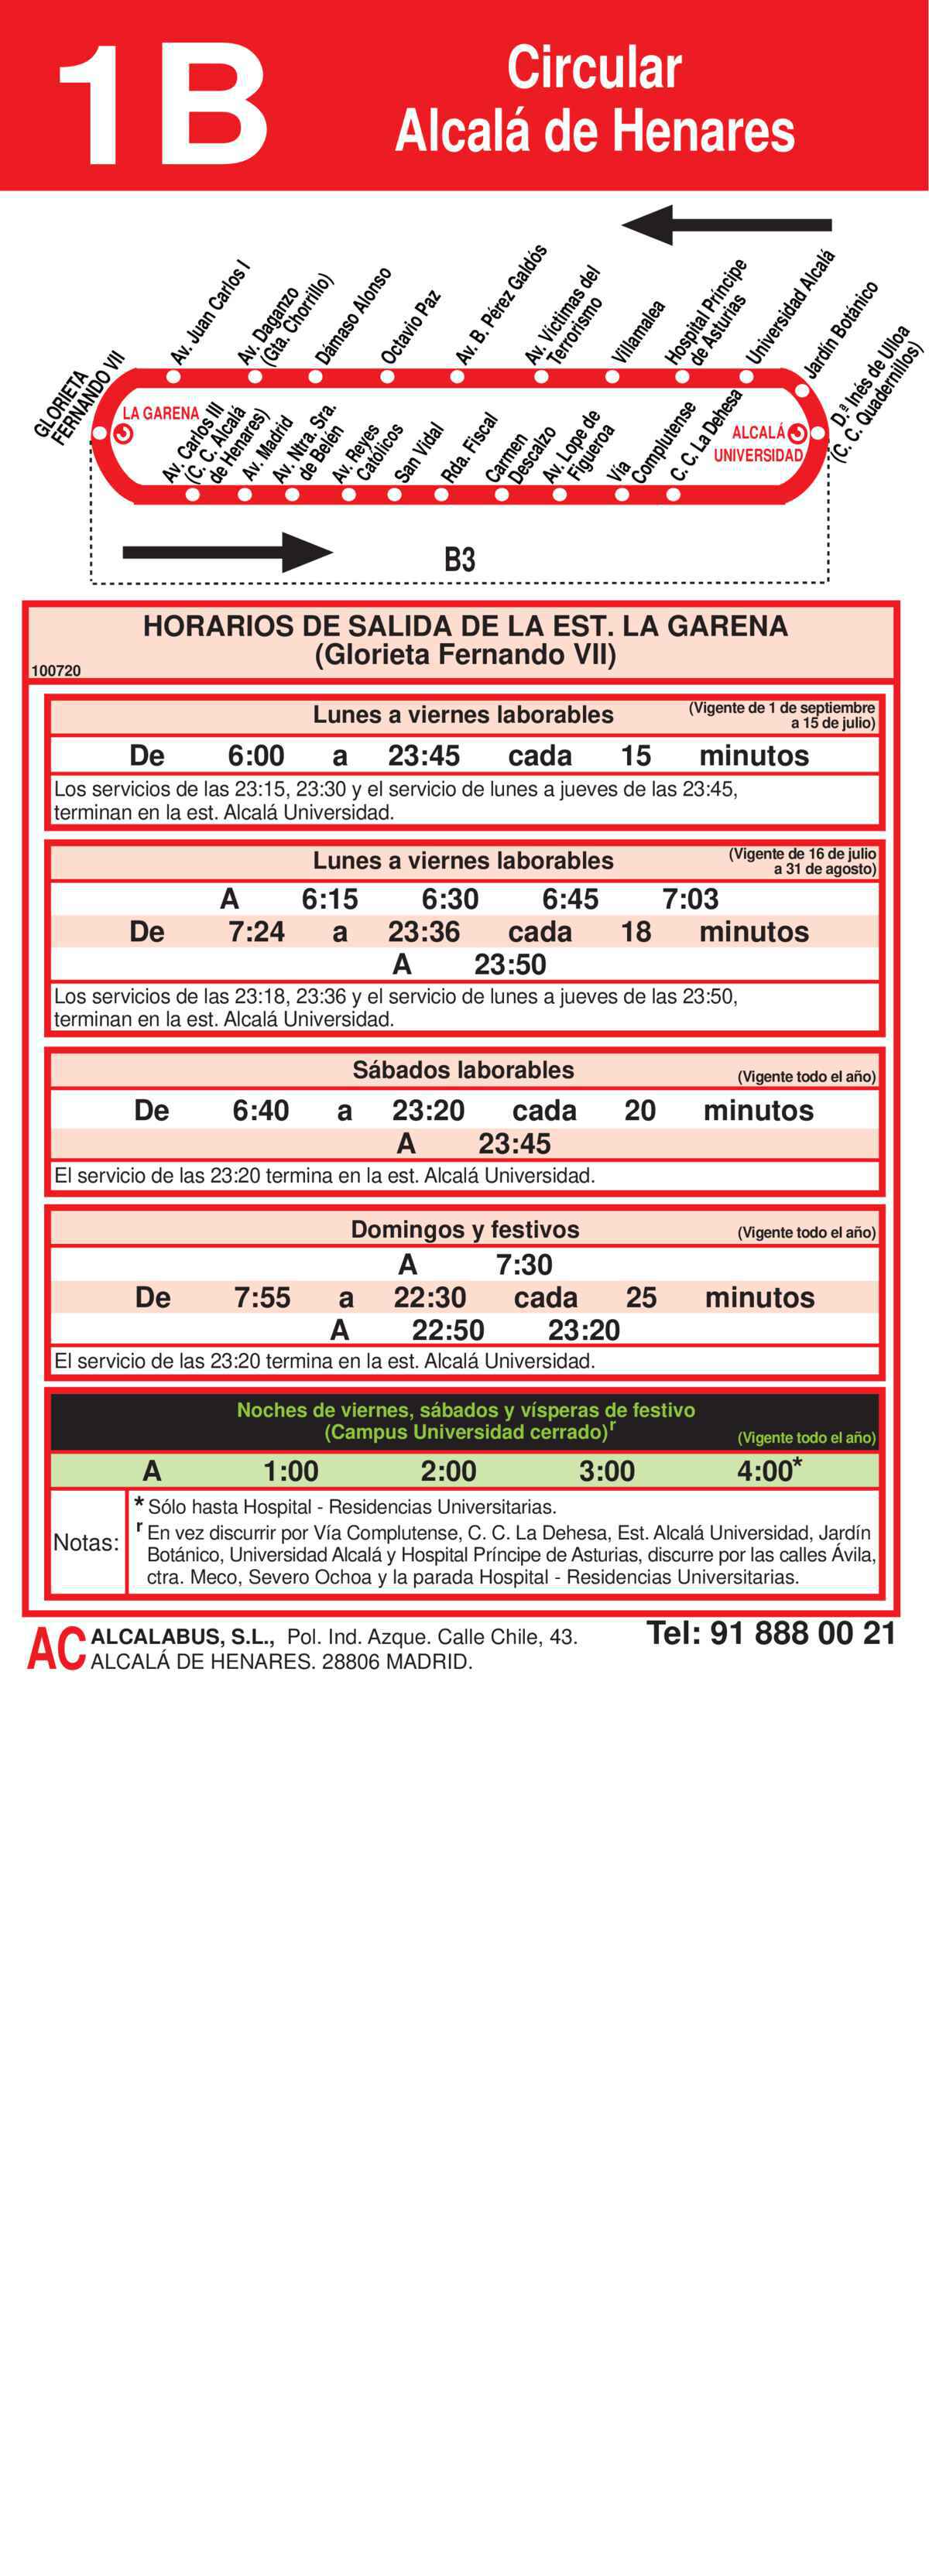 1B
Circular
Alcalá de Henares
GLORIETA
FERNANDO VII
Av. Juan Carlos I
Av. Daganzo
(Gta. Chorrillo)
Dámaso Alonso
Octavio Paz
Av. B. Pérez Galdós
Av. Víctimas del
Terrorismo
Villamalea
Hospital Príncipe
de Asturias
Universidad Alcalá
Jardín Botánico
D.ª Inés de Ulloa
(C. C. Quadernillos)
LA GARENA
Av. Carlos III
(C. C. Alcalá
de Henares)
Av. Madrid
Av. Ntra. Sra.
de Belén
Av. Reyes
Católicos
San Vidal
Rda. Fiscal
Carmen
Descalzo
Av. Lope de
Figueroa
Vía
Complutense
C. C. La Dehesa
ALCALÁ
UNIVERSIDAD
B3
HORARIOS DE SALIDA DE LA EST. LA GARENA
(Glorieta Fernando VII)
100720
Lunes a viernes laborables (Vigente de 1 de septiembre
a 15 de julio)
De 6:00 a 23:45 cada 15 minutos
Los servicios de las 23:15, 23:30 y el servicio de lunes a jueves de las 23:45,
terminan en la est. Alcalá Universidad.
Lunes a viernes laborables (Vigente de 16 de julio
a 31 de agosto)
A 6:15 6:30 6:45 7:03
De 7:24 a 23:36 cada 18 minutos
A 23:50
Los servicios de las 23:18, 23:36 y el servicio de lunes a jueves de las 23:50,
terminan en la est. Alcalá Universidad.
Sábados laborables (Vigente todo el año)
De 6:40 a 23:20 cada 20 minutos
A 23:45
El servicio de las 23:20 termina en la est. Alcalá Universidad.
Domingos y festivos (Vigente todo el año)
A 7:30
De 7:55 a 22:30 cada 25 minutos
A 22:50 23:20
El servicio de las 23:20 termina en la est. Alcalá Universidad.
Noches de viernes, sábados y vísperas de festivo
(Campus Universidad cerrado)r (Vigente todo el año)
A 1:00 2:00 3:00 4:00*
Notas:
* Sólo hasta Hospital - Residencias Universitarias.
r En vez discurrir por Vía Complutense, C. C. La Dehesa, Est. Alcalá Universidad, Jardín
Botánico, Universidad Alcalá y Hospital Príncipe de Asturias, discurre por las calles Ávila,
ctra. Meco, Severo Ochoa y la parada Hospital - Residencias Universitarias.
AC ALCALABUS, S.L., Pol. Ind. Azque. Calle Chile, 43. Tel: 91 888 00 21
ALCALÁ DE HENARES. 28806 MADRID.